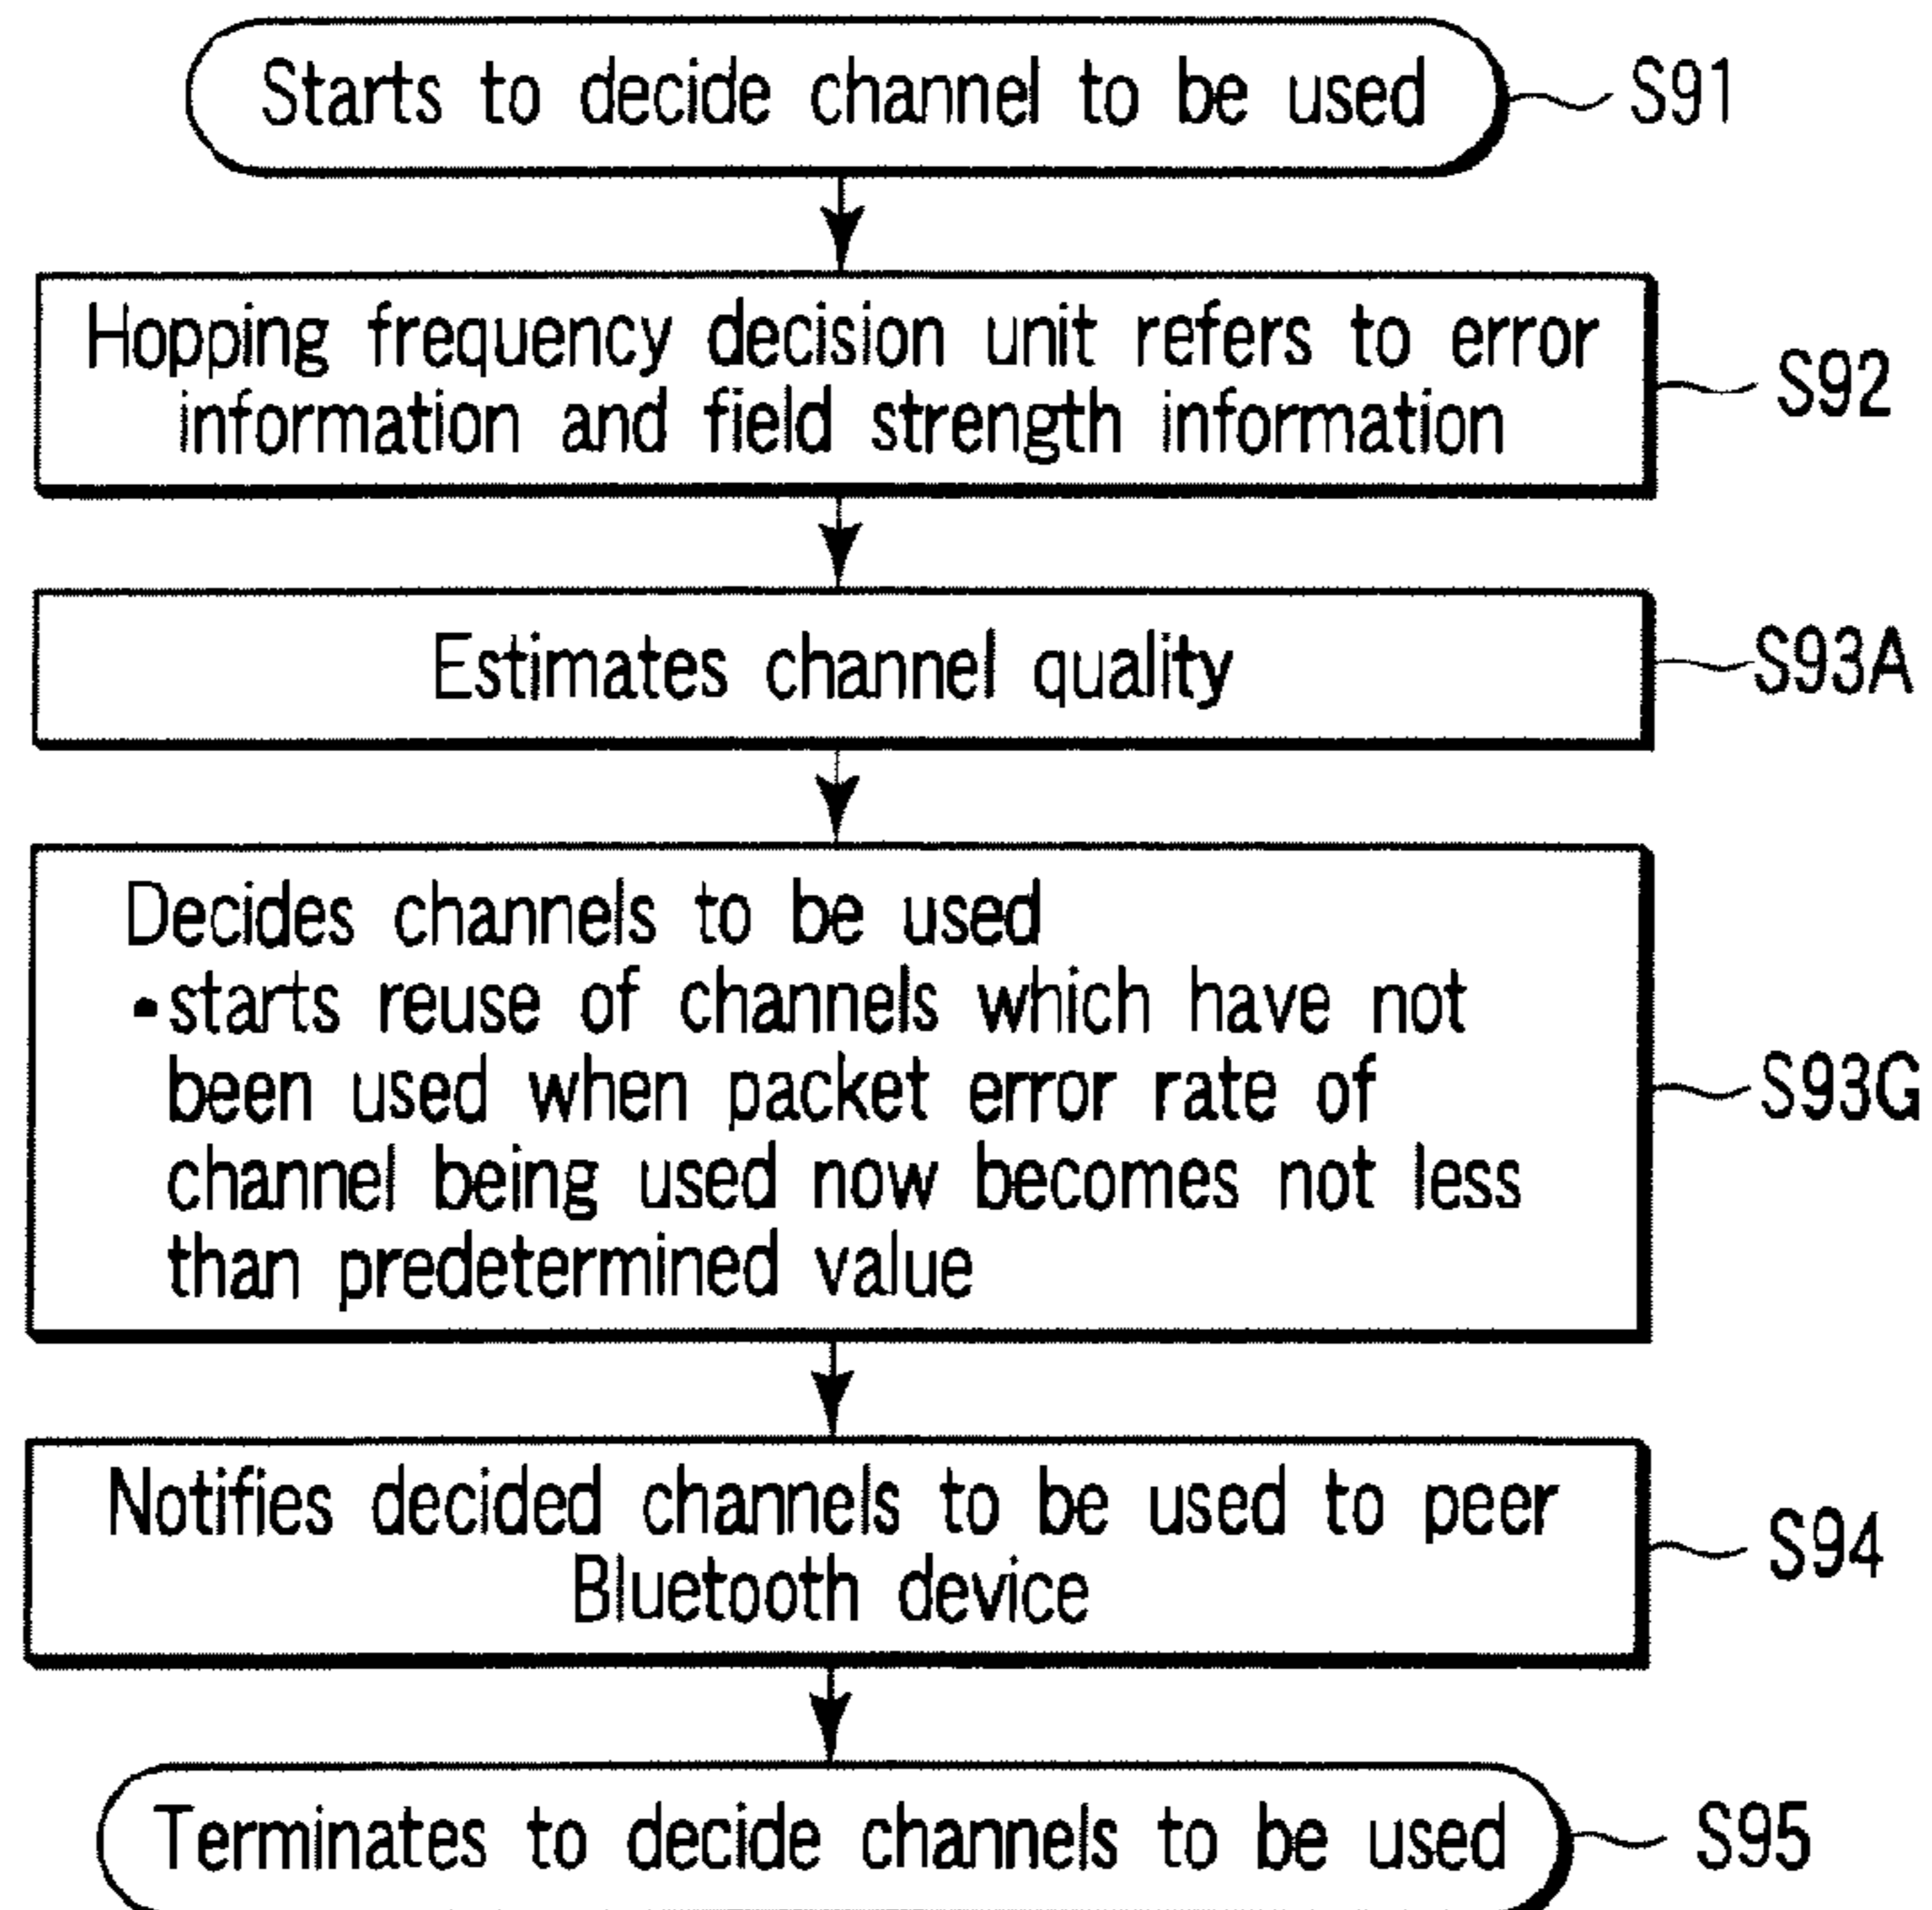 Starts to decide channel to be used
S91
Hopping frequency decision unit refers to error
information and field strength information
S92
Estimates channel quality
S93A
Decides channels to be used
•starts reuse of channels which have not
been used when packet error rate of
channel being used now becomes not less
than predetermined value
S93G
Notifies decided channels to be used to peer
Bluetooth device
S94
Terminates to decide channels to be used
S95